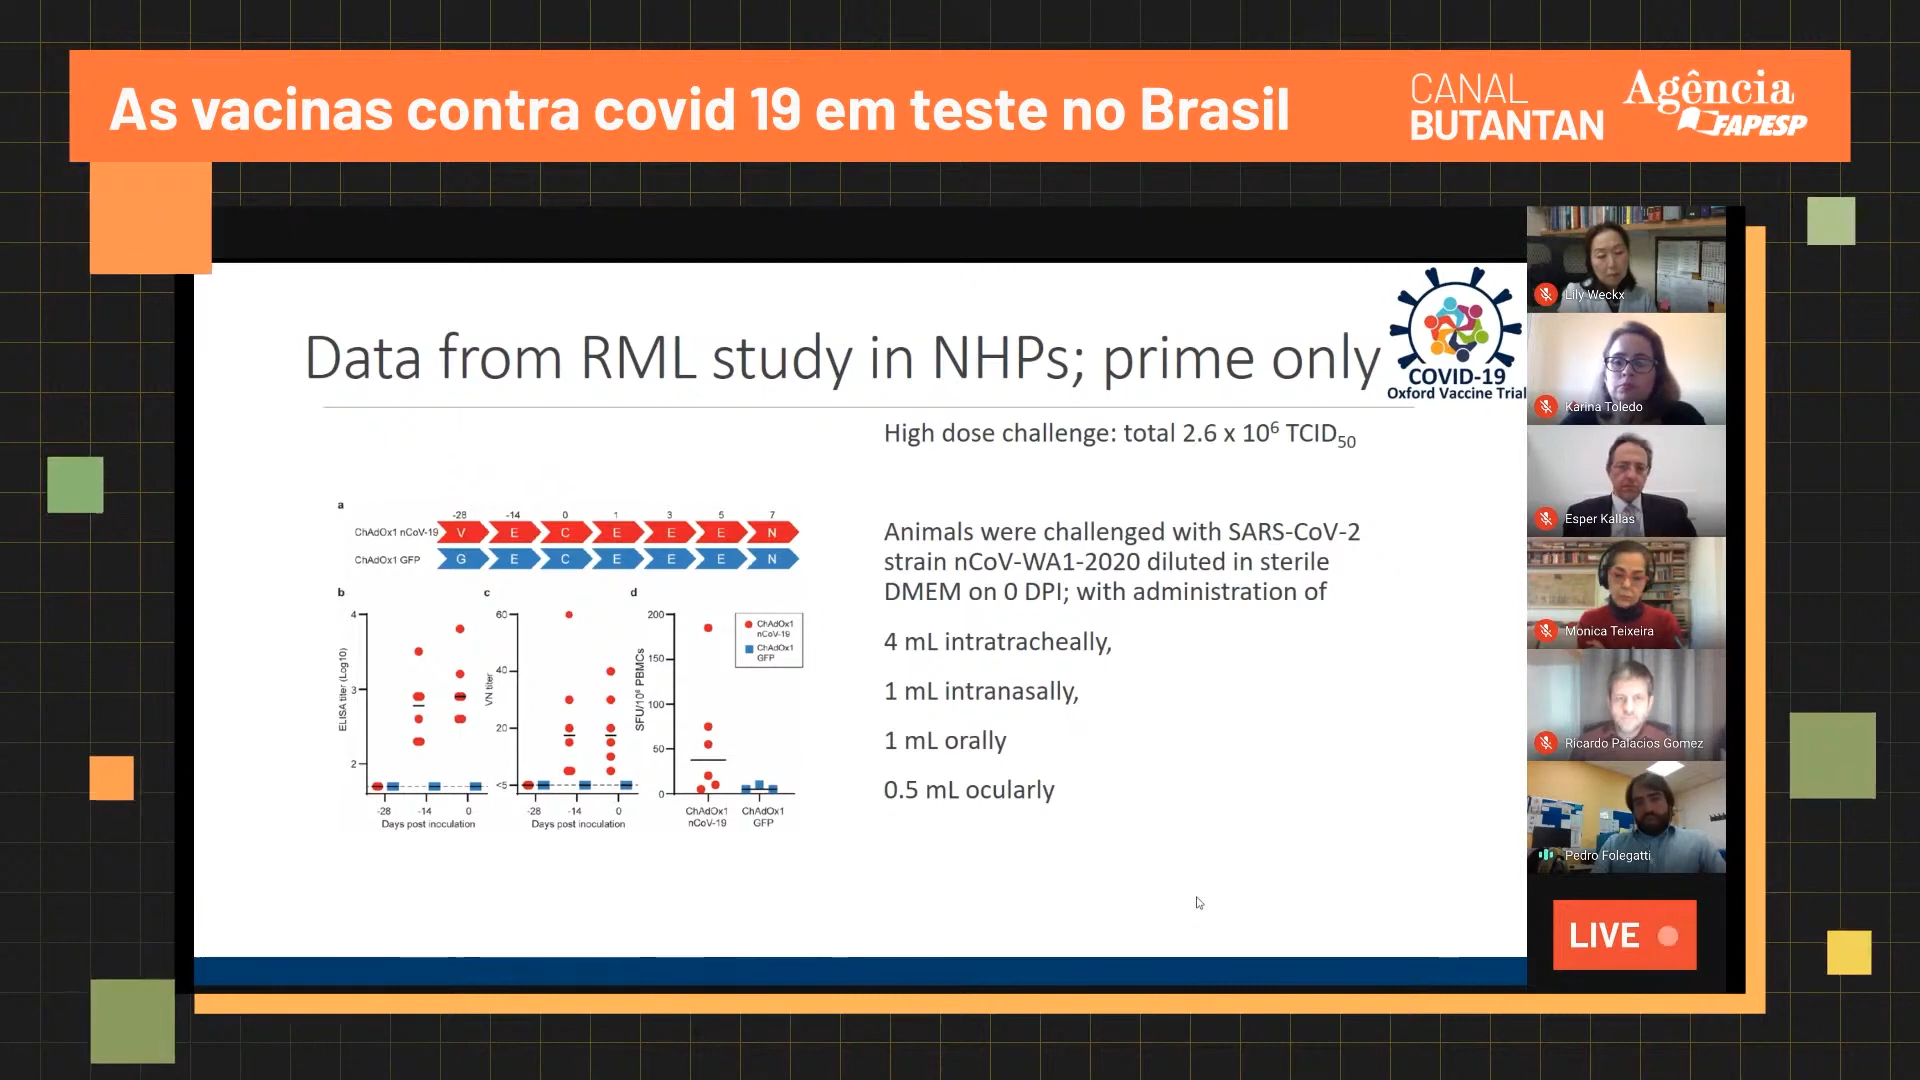 As vacinas contra covid 19 em teste no Brasil
CANAL
BUTANTAN
Agência
FAPESP
Data from RML study in NHPs; prime only
COVID-19
Oxford Vaccine Trial
High dose challenge: total 2.6 x 10⁶ TCID₅₀
Animals were challenged with SARS-CoV-2
strain nCoV-WA1-2020 diluted in sterile
DMEM on 0 DPI; with administration of
4 mL intratracheally,
1 mL intranasally,
1 mL orally
0.5 mL ocularly
a
-28 -14 0 1 3 5 7
ChAdOx1 nCoV-19 V E C E E E N
ChAdOx1 GFP G E C E E E N
b
ELISA titer (Log10)
4
3
2
-28 -14 0
Days post inoculation
c
VN titer
60
40
20
<5
-28 -14 0
Days post inoculation
d
SFU/10⁶ PBMCs
200
150
100
50
0
ChAdOx1
nCoV-19
ChAdOx1
GFP
ChAdOx1
nCoV-19
ChAdOx1
GFP
Lily Weckx
Karina Toledo
Esper Kallas
Monica Teixeira
Ricardo Palacios Gomez
Pedro Folegatti
LIVE